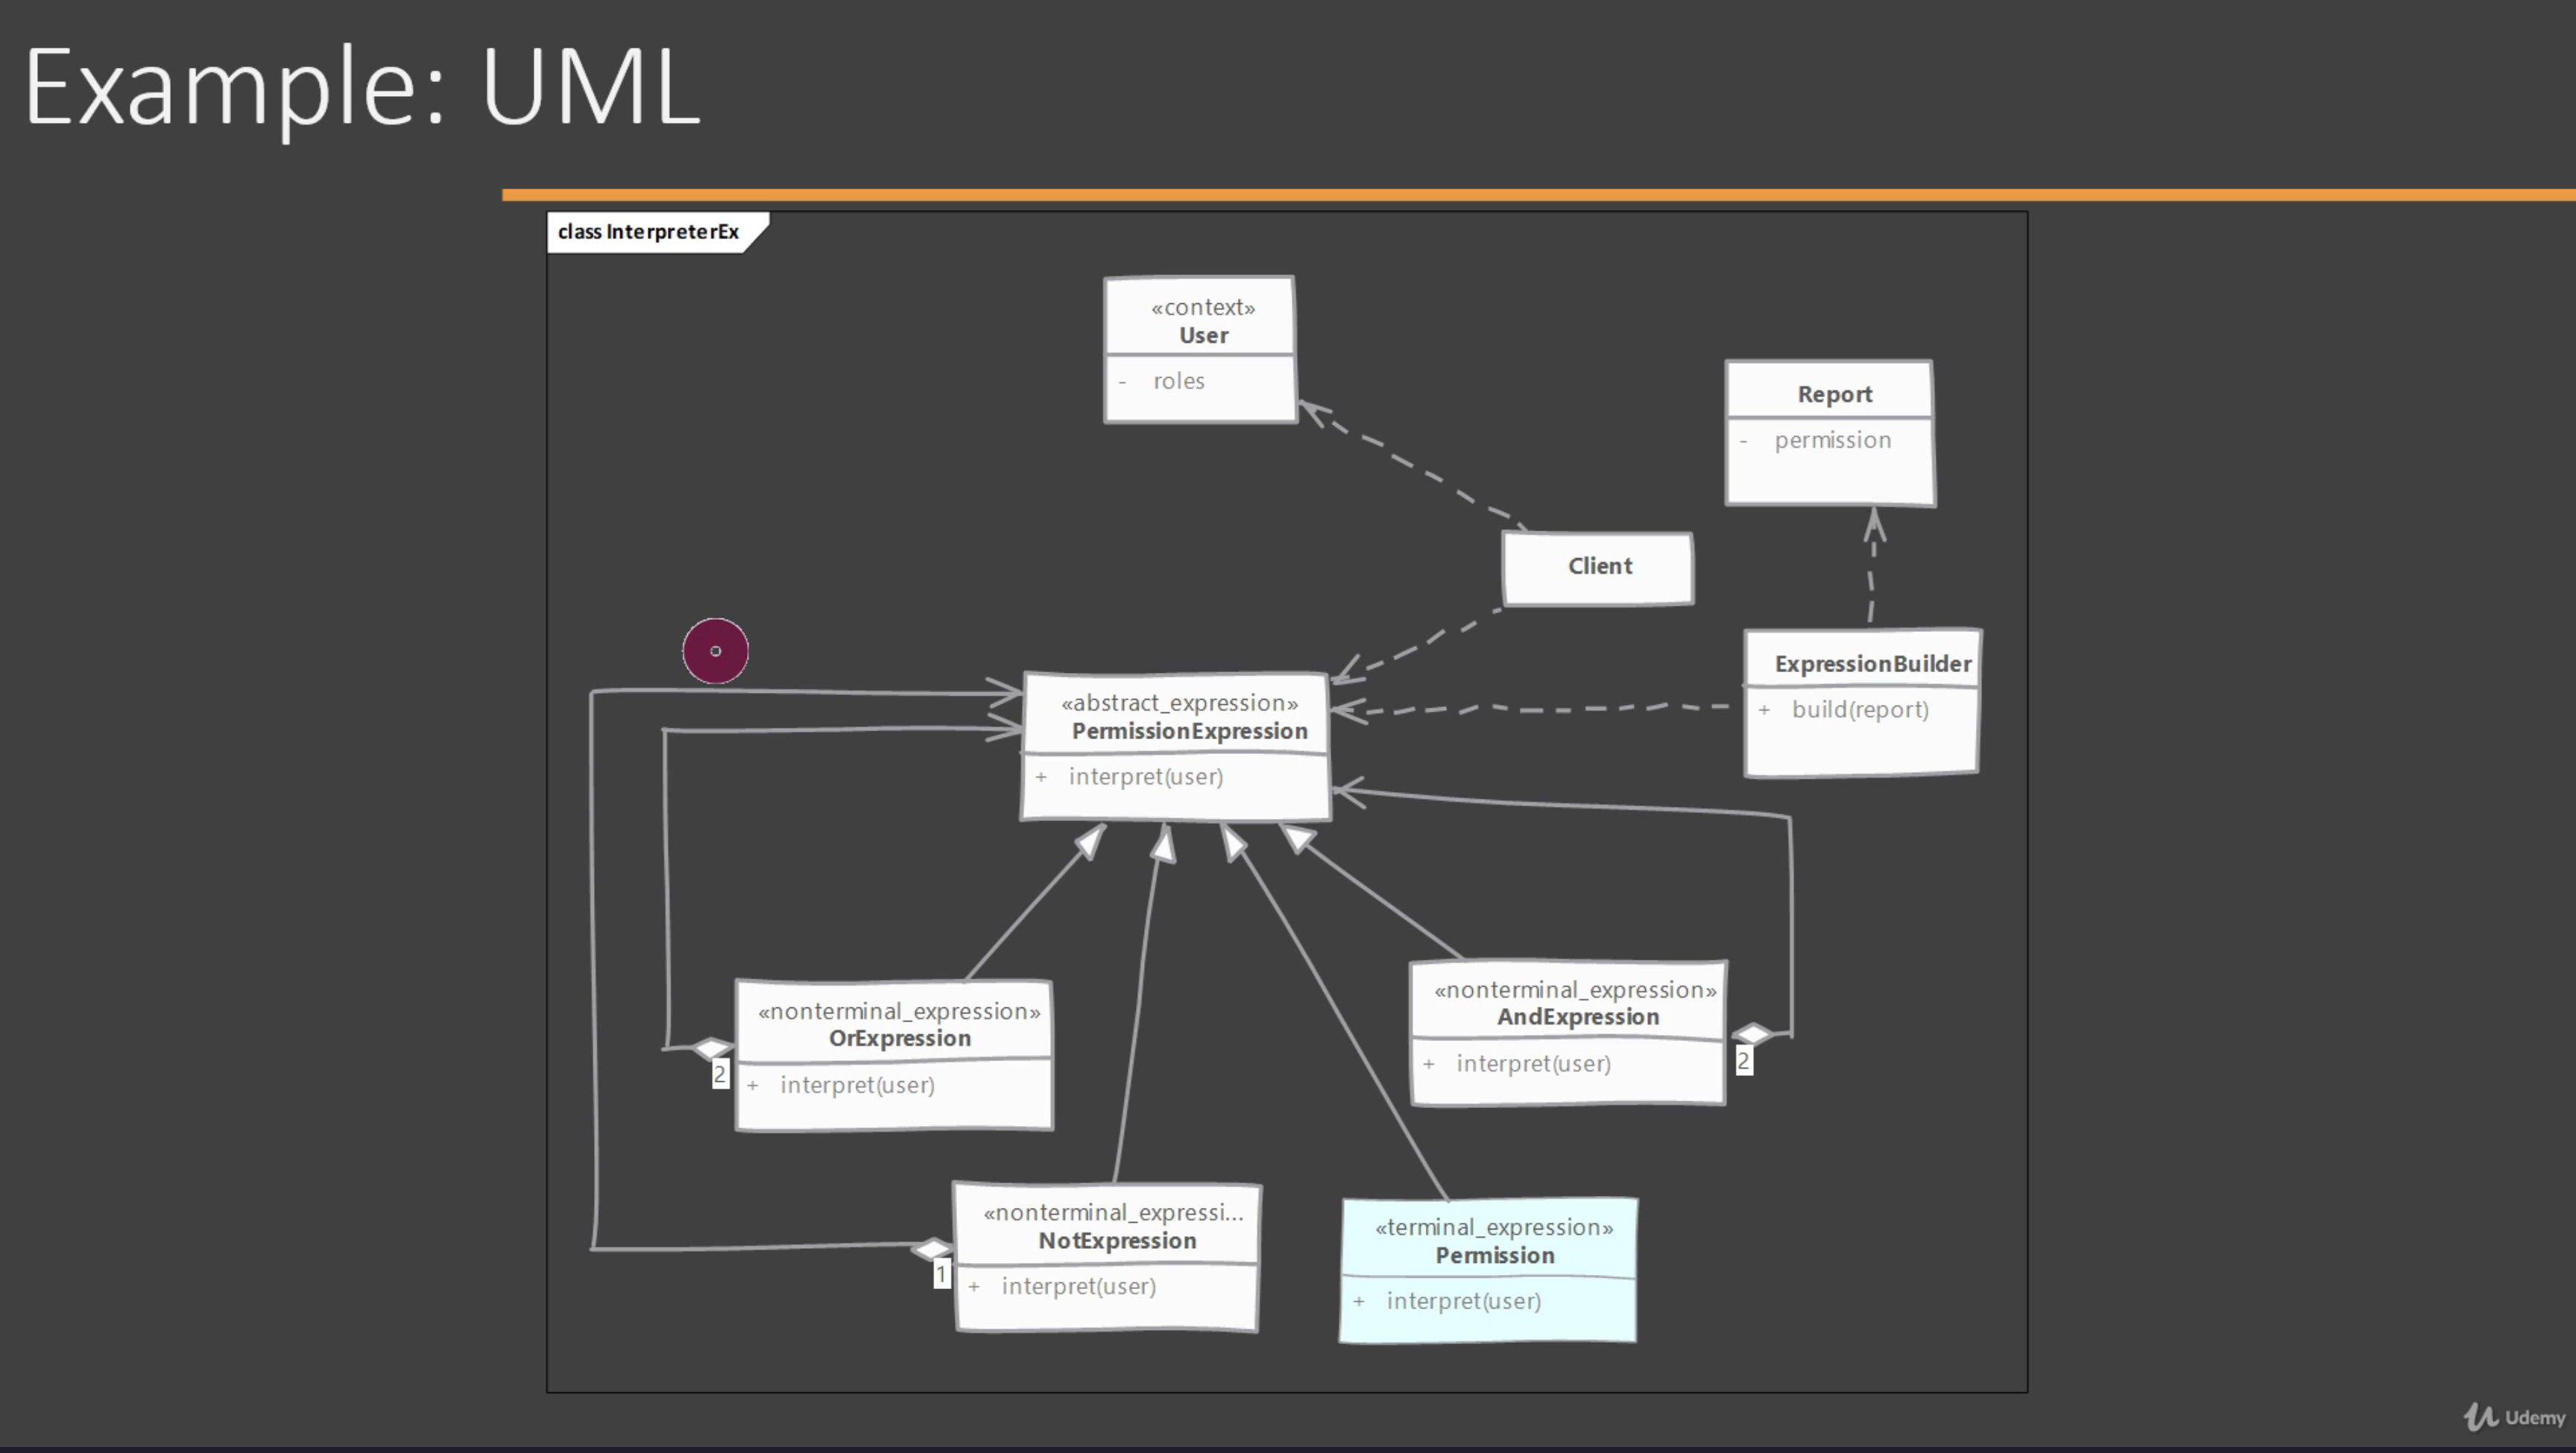 Example: UML
class InterpreterEx
«context»
User
- roles
Report
- permission
Client
ExpressionBuilder
+ build(report)
«abstract_expression»
PermissionExpression
+ interpret(user)
«nonterminal_expression»
OrExpression
+ interpret(user)
2
«nonterminal_expression»
AndExpression
+ interpret(user)
2
«nonterminal_expressi...
NotExpression
+ interpret(user)
1
«terminal_expression»
Permission
+ interpret(user)
Udemy